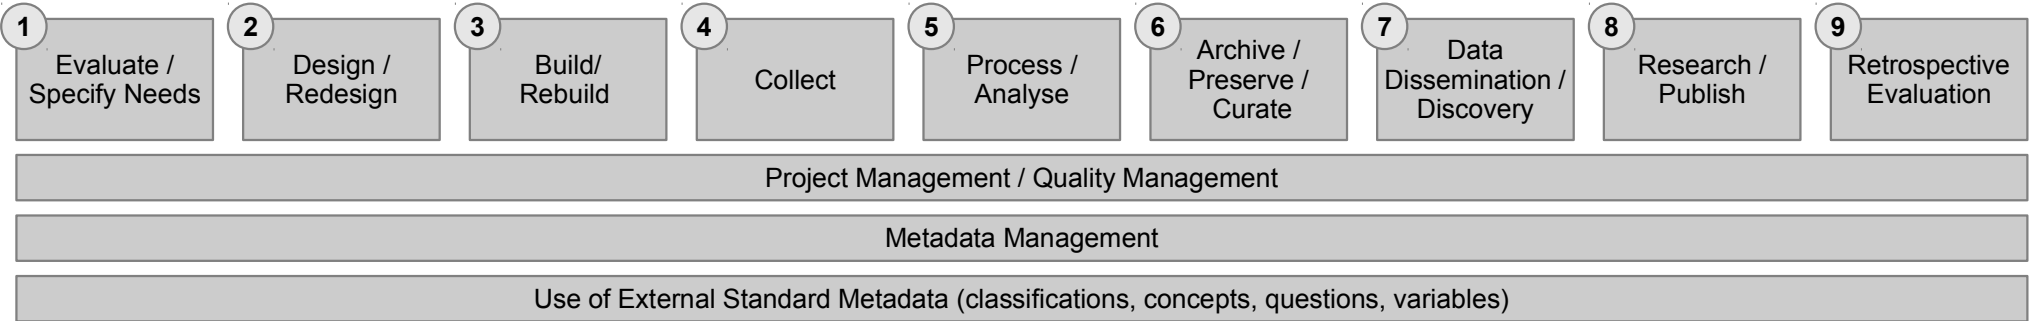 1
Evaluate /
Specify Needs
2
Design /
Redesign
3
Build/
Rebuild
4
Collect
5
Process /
Analyse
6
Archive /
Preserve /
Curate
7
Data
Dissemination /
Discovery
8
Research /
Publish
9
Retrospective
Evaluation
Project Management / Quality Management
Metadata Management
Use of External Standard Metadata (classifications, concepts, questions, variables)